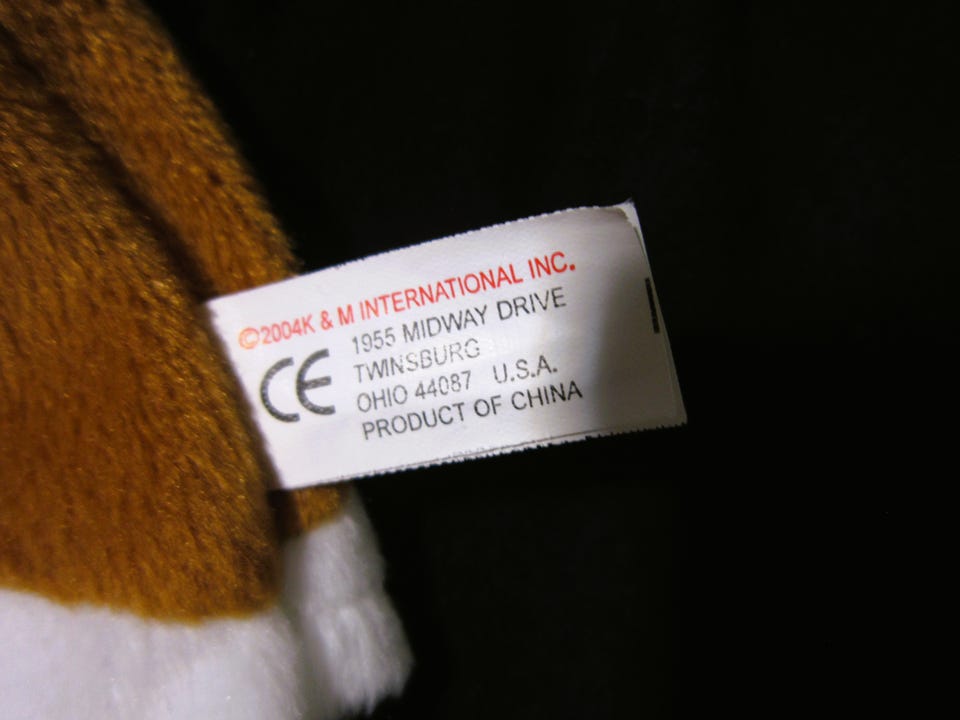 ©2004K & M INTERNATIONAL INC.
CE
1955 MIDWAY DRIVE
TWINSBURG
OHIO 44087 U.S.A.
PRODUCT OF CHINA